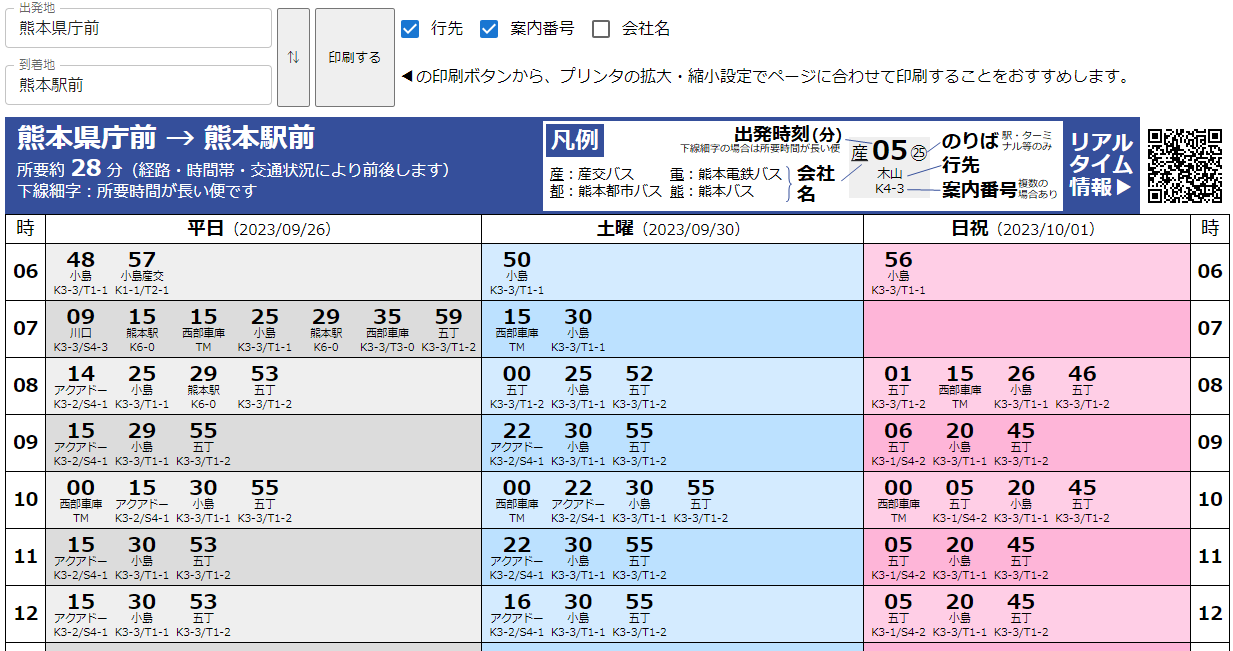 出発地
熊本県庁前
到着地
熊本駅前
⇅
印刷する
行先 案内番号 会社名
◀の印刷ボタンから、プリンタの拡大・縮小設定でページに合わせて印刷することをおすすめします。
熊本県庁前 → 熊本駅前
所要約 28 分（経路・時間帯・交通状況により前後します）
下線細字：所要時間が長い便です
凡例
出発時刻(分)
下線細字の場合は所要時間が長い便
産：産交バス 電：熊本電鉄バス
都：熊本都市バス 熊：熊本バス
会社名
産 05 ㉕
木山
K4-3
のりば 駅・ターミナル等のみ
行先
案内番号 複数の場合あり
リアルタイム情報▶
時 平日（2023/09/26） 土曜（2023/09/30） 日祝（2023/10/01） 時
06 48 57 50 56 06
小島 小島産交 小島 小島
K3-3/T1-1 K1-1/T2-1 K3-3/T1-1 K3-3/T1-1
07 09 15 15 25 29 35 59 15 30 07
川口 熊本駅 西部車庫 小島 熊本駅 西部車庫 五丁 西部車庫 小島
K3-3/S4-3 K6-0 TM K3-3/T1-1 K6-0 K3-3/T3-0 K3-3/T1-2 TM K3-3/T1-1
08 14 25 29 53 00 25 52 01 15 26 46 08
アクアドー 小島 熊本駅 五丁 五丁 小島 五丁 五丁 西部車庫 小島 五丁
K3-2/S4-1 K3-3/T1-1 K6-0 K3-3/T1-2 K3-3/T1-2 K3-3/T1-1 K3-3/T1-2 K3-3/T1-2 TM K3-3/T1-1 K3-3/T1-2
09 15 29 55 22 30 55 06 20 45 09
アクアドー 小島 五丁 アクアドー 小島 五丁 五丁 小島 五丁
K3-2/S4-1 K3-3/T1-1 K3-3/T1-2 K3-2/S4-1 K3-3/T1-1 K3-3/T1-2 K3-1/S4-2 K3-3/T1-1 K3-3/T1-2
10 00 15 30 55 00 22 30 55 00 05 20 45 10
西部車庫 アクアドー 小島 五丁 西部車庫 アクアドー 小島 五丁 西部車庫 五丁 小島 五丁
TM K3-2/S4-1 K3-3/T1-1 K3-3/T1-2 TM K3-2/S4-1 K3-3/T1-1 K3-3/T1-2 TM K3-1/S4-2 K3-3/T1-1 K3-3/T1-2
11 15 30 53 22 30 55 05 20 45 11
アクアドー 小島 五丁 アクアドー 小島 五丁 五丁 小島 五丁
K3-2/S4-1 K3-3/T1-1 K3-3/T1-2 K3-2/S4-1 K3-3/T1-1 K3-3/T1-2 K3-1/S4-2 K3-3/T1-1 K3-3/T1-2
12 15 30 53 16 30 55 05 20 45 12
アクアドー 小島 五丁 アクアドー 小島 五丁 五丁 小島 五丁
K3-2/S4-1 K3-3/T1-1 K3-3/T1-2 K3-2/S4-1 K3-3/T1-1 K3-3/T1-2 K3-1/S4-2 K3-3/T1-1 K3-3/T1-2